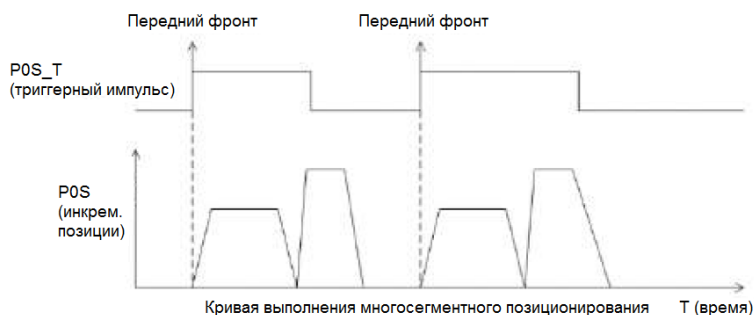 Передний фронт
Передний фронт
P0S_T
(триггерный импульс)
P0S
(инкрем.
позиции)
Кривая выполнения многосегментного позиционирования
T (время)